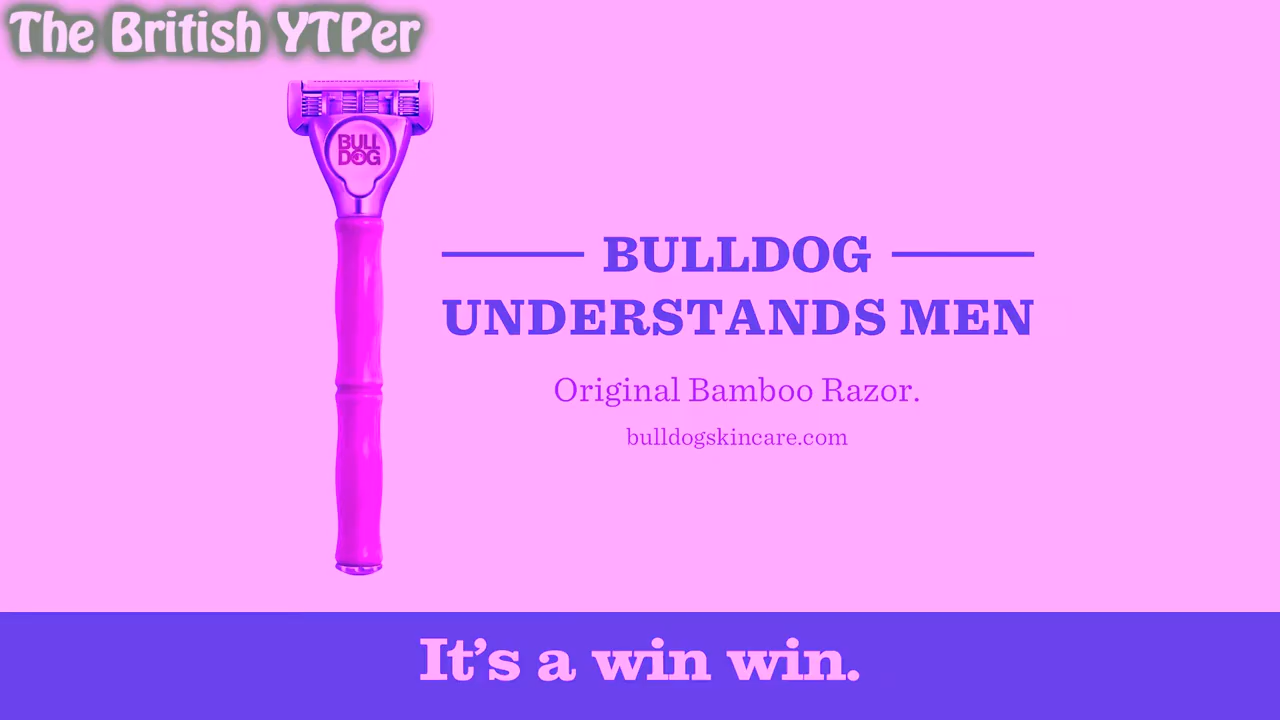 The British YTPer
BULL
DOG
BULLDOG
UNDERSTANDS MEN
Original Bamboo Razor.
bulldogskincare.com
It's a win win.